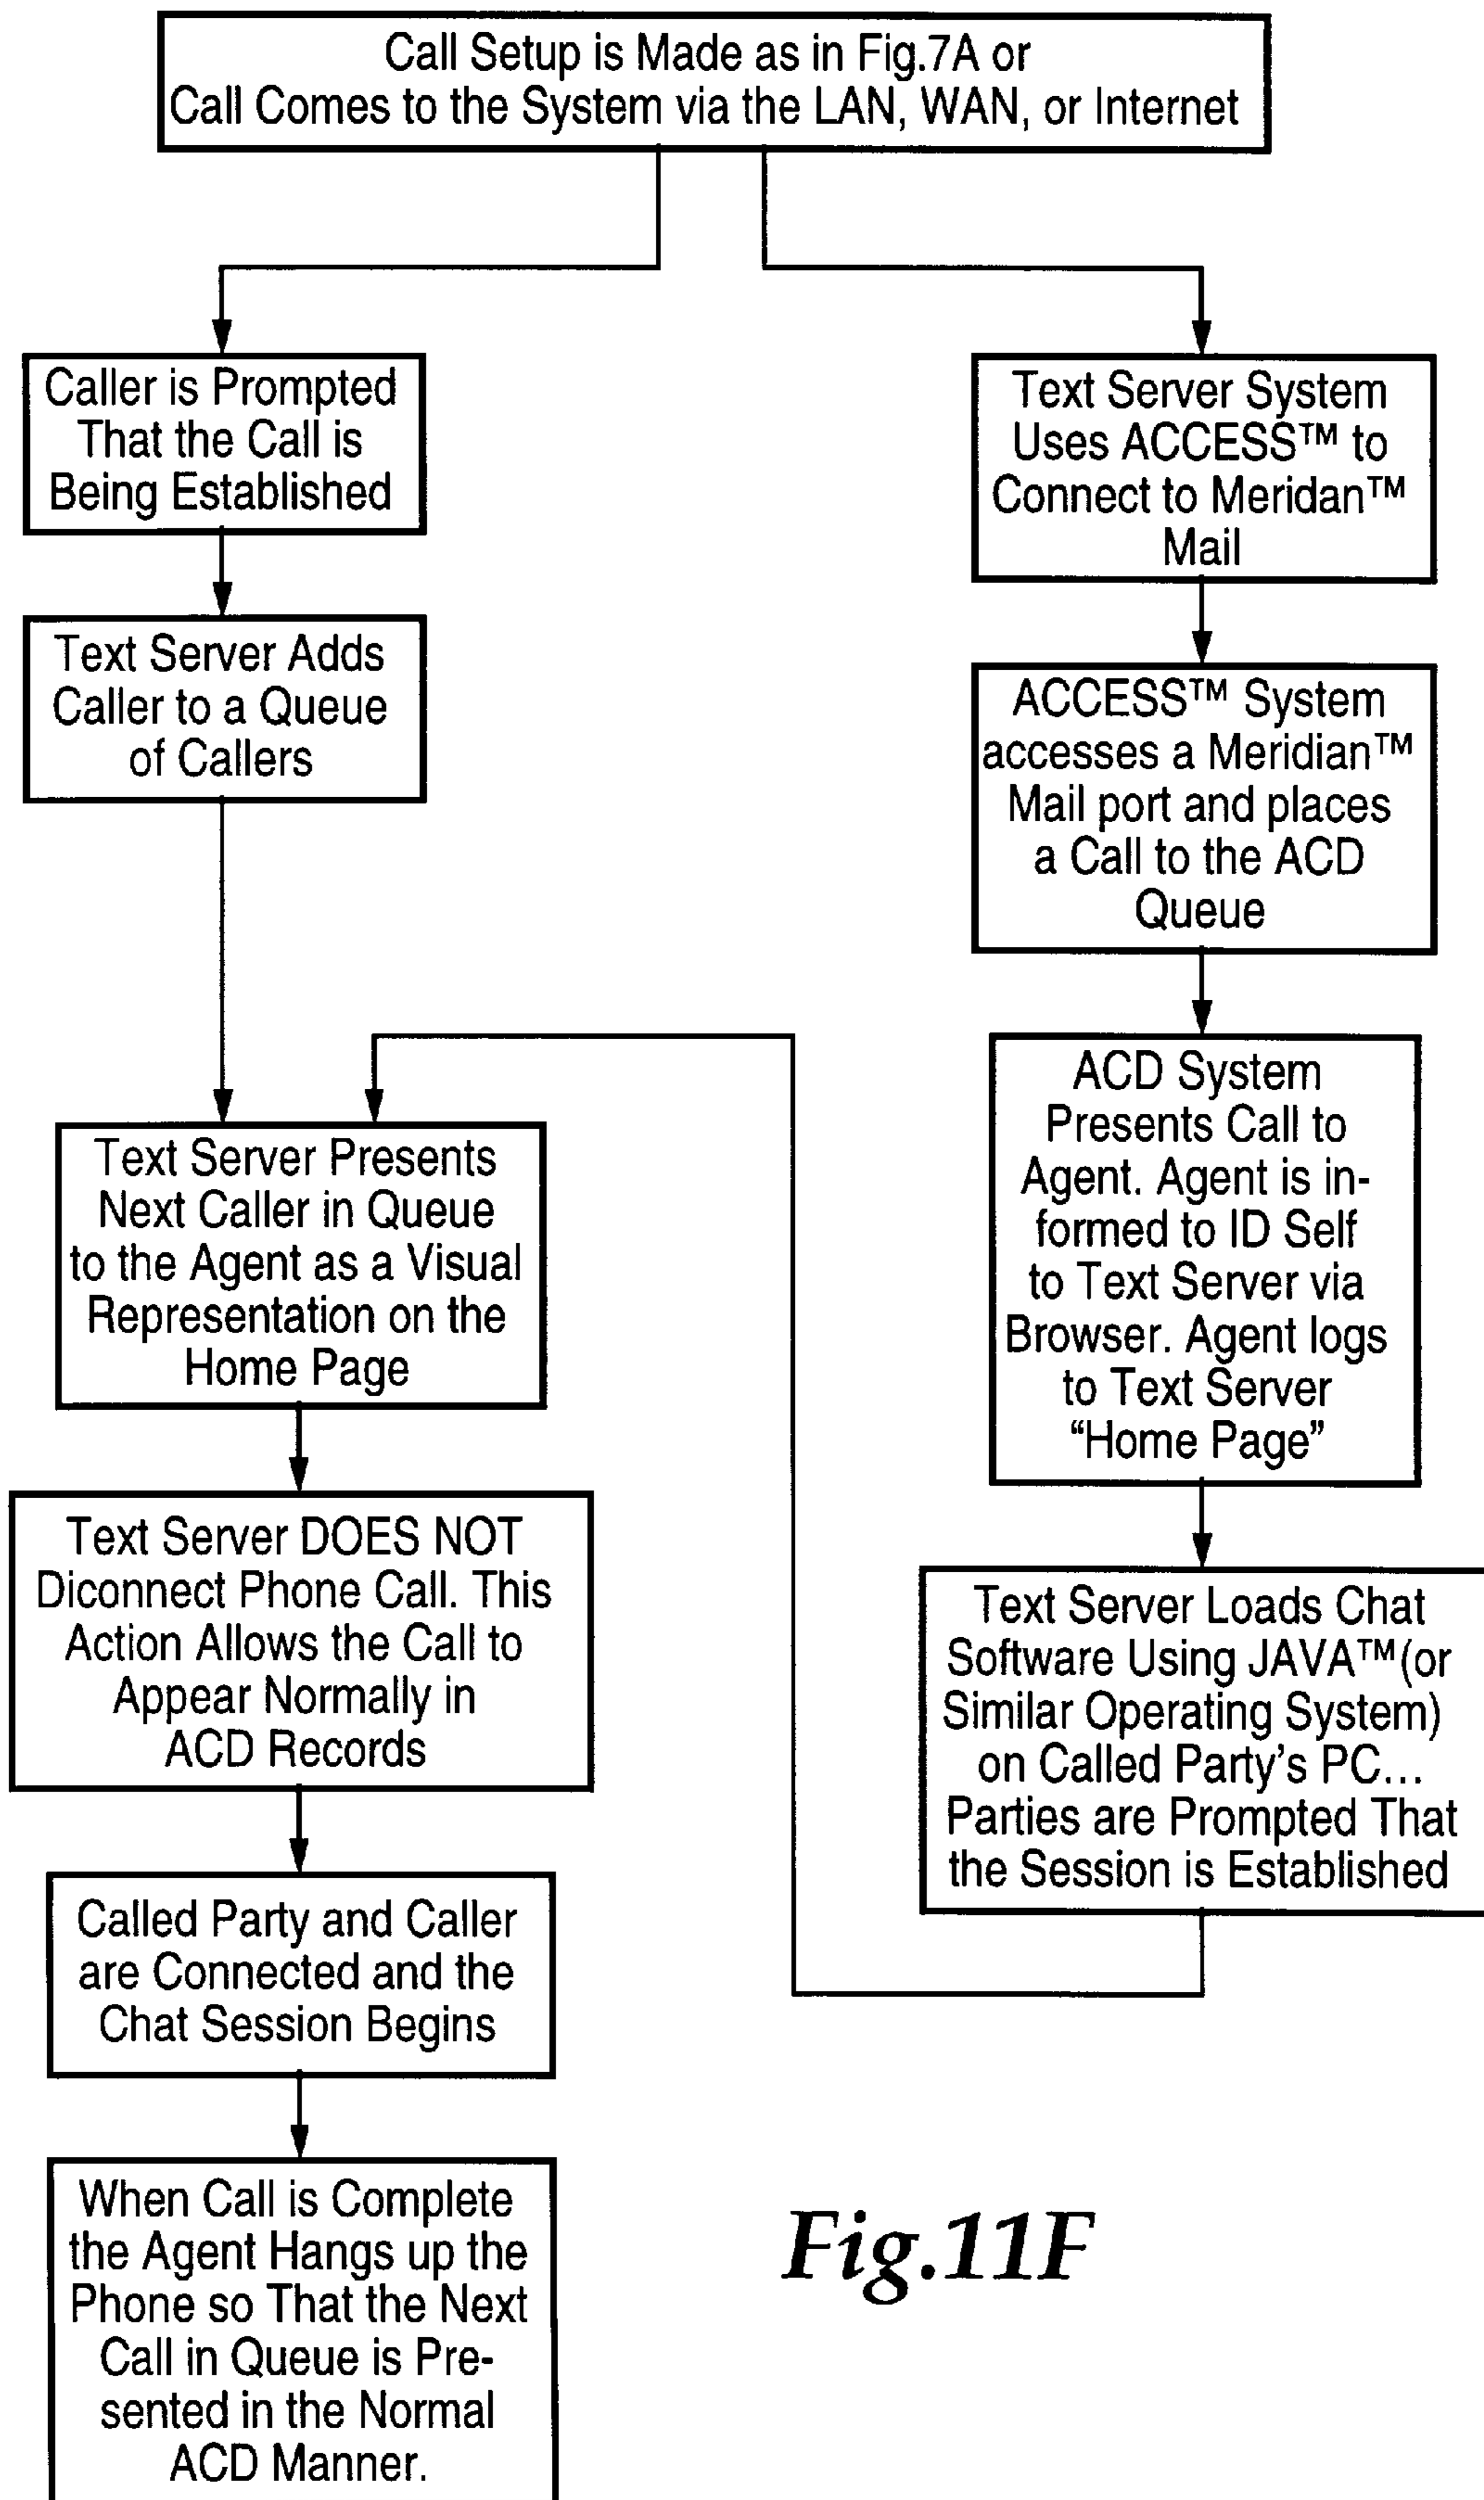 Call Setup is Made as in Fig.7A or
Call Comes to the System via the LAN, WAN, or Internet
Caller is Prompted
That the Call is
Being Established
Text Server Adds
Caller to a Queue
of Callers
Text Server Presents
Next Caller in Queue
to the Agent as a Visual
Representation on the
Home Page
Text Server DOES NOT
Diconnect Phone Call. This
Action Allows the Call to
Appear Normally in
ACD Records
Called Party and Caller
are Connected and the
Chat Session Begins
When Call is Complete
the Agent Hangs up the
Phone so That the Next
Call in Queue is Pre-
sented in the Normal
ACD Manner.
Text Server System
Uses ACCESS™ to
Connect to Meridan™
Mail
ACCESS™ System
accesses a Meridian™
Mail port and places
a Call to the ACD
Queue
ACD System
Presents Call to
Agent. Agent is in-
formed to ID Self
to Text Server via
Browser. Agent logs
to Text Server
“Home Page”
Text Server Loads Chat
Software Using JAVA™(or
Similar Operating System)
on Called Party’s PC...
Parties are Prompted That
the Session is Established
Fig.11F